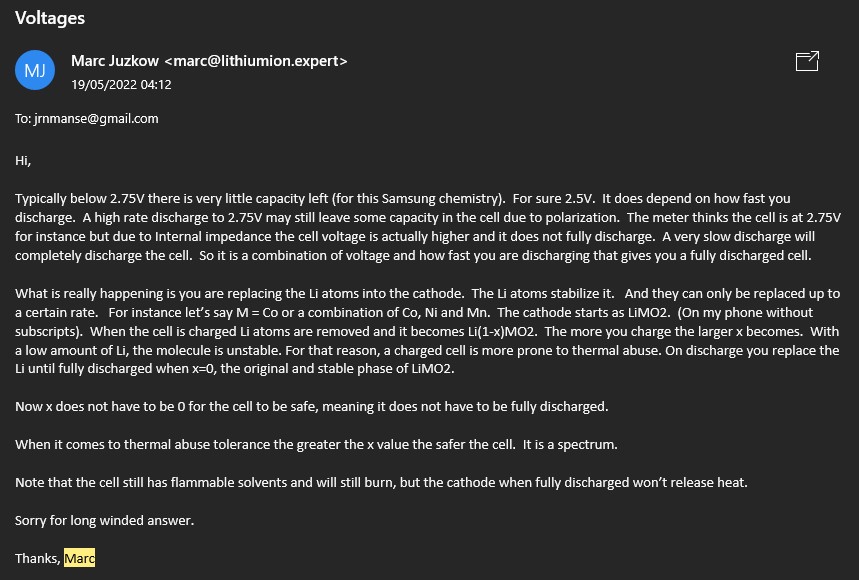 Voltages
MJ
Marc Juzkow <marc@lithiumion.expert>
19/05/2022 04:12
To: jrnmanse@gmail.com
Hi,
Typically below 2.75V there is very little capacity left (for this Samsung chemistry).  For sure 2.5V.  It does depend on how fast you
discharge.  A high rate discharge to 2.75V may still leave some capacity in the cell due to polarization.  The meter thinks the cell is at 2.75V
for instance but due to Internal impedance the cell voltage is actually higher and it does not fully discharge.  A very slow discharge will
completely discharge the cell.  So it is a combination of voltage and how fast you are discharging that gives you a fully discharged cell.
What is really happening is you are replacing the Li atoms into the cathode.  The Li atoms stabilize it.   And they can only be replaced up to
a certain rate.   For instance let’s say M = Co or a combination of Co, Ni and Mn.  The cathode starts as LiMO2.  (On my phone without
subscripts).  When the cell is charged Li atoms are removed and it becomes Li(1-x)MO2.  The more you charge the larger x becomes.  With
a low amount of Li, the molecule is unstable. For that reason, a charged cell is more prone to thermal abuse. On discharge you replace the
Li until fully discharged when x=0, the original and stable phase of LiMO2.
Now x does not have to be 0 for the cell to be safe, meaning it does not have to be fully discharged.
When it comes to thermal abuse tolerance the greater the x value the safer the cell.  It is a spectrum.
Note that the cell still has flammable solvents and will still burn, but the cathode when fully discharged won’t release heat.
Sorry for long winded answer.
Thanks, Marc